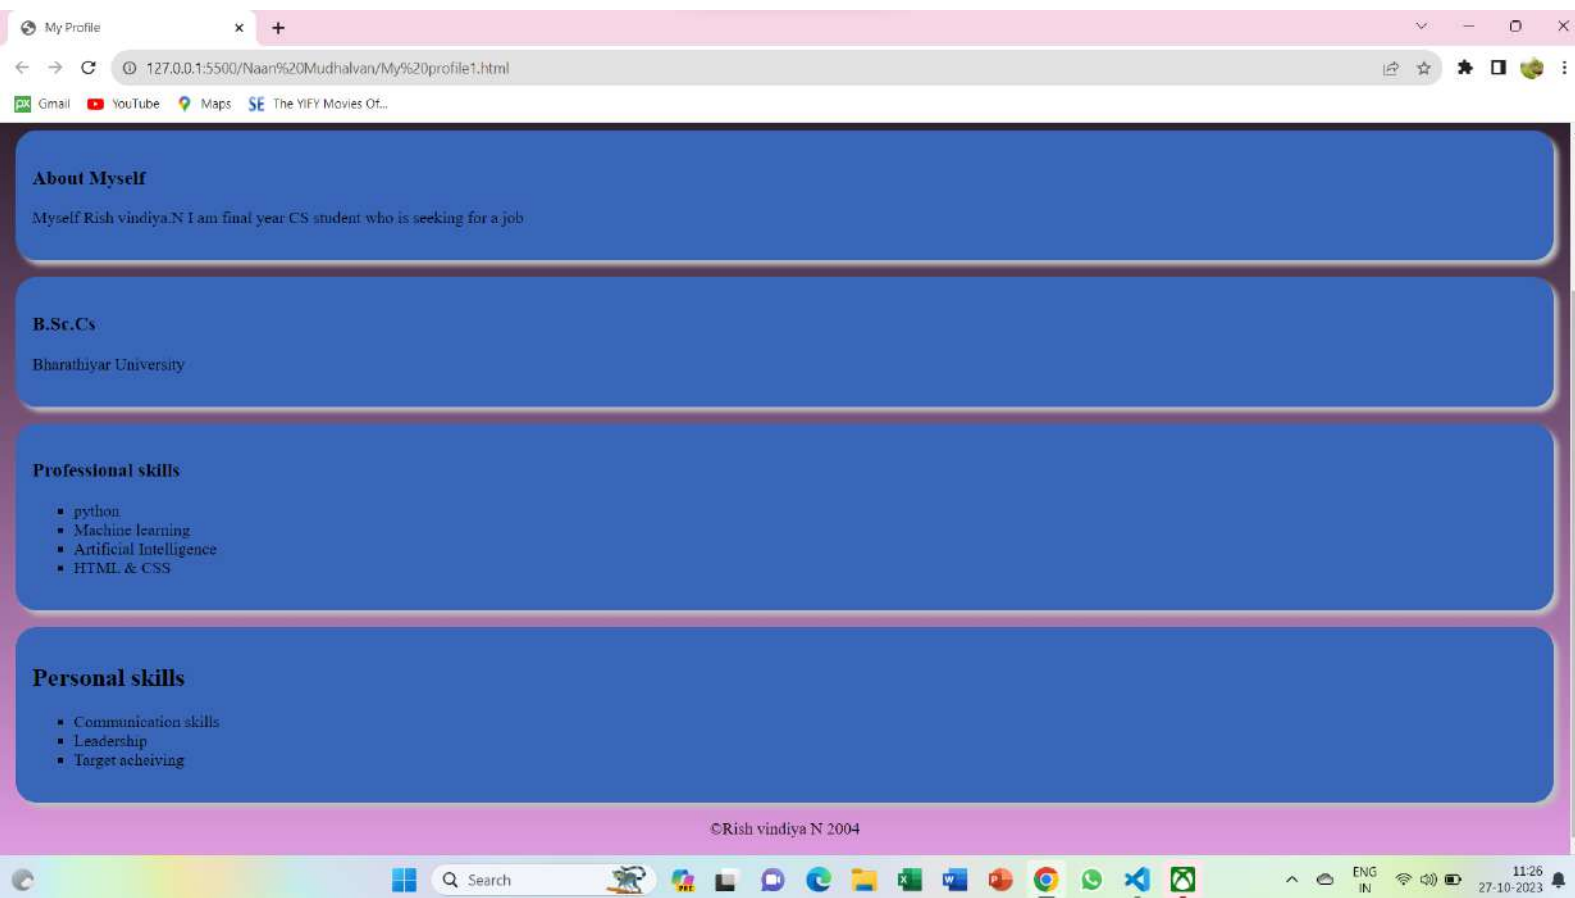 My Profile
127.0.0.1:5500/Naan%20Mudhalvan/My%20profile1.html
Gmail YouTube Maps SE The YIFY Movies Of...
About Myself
Myself Rish vindiya.N I am final year CS student who is seeking for a job
B.Sc.Cs
Bharathiyar University
Professional skills
python
Machine learning
Artificial Intelligence
HTML & CSS
Personal skills
Communication skills
Leadership
Target acheiving
©Rish vindiya N 2004
Search
ENG
IN
11:26
27-10-2023